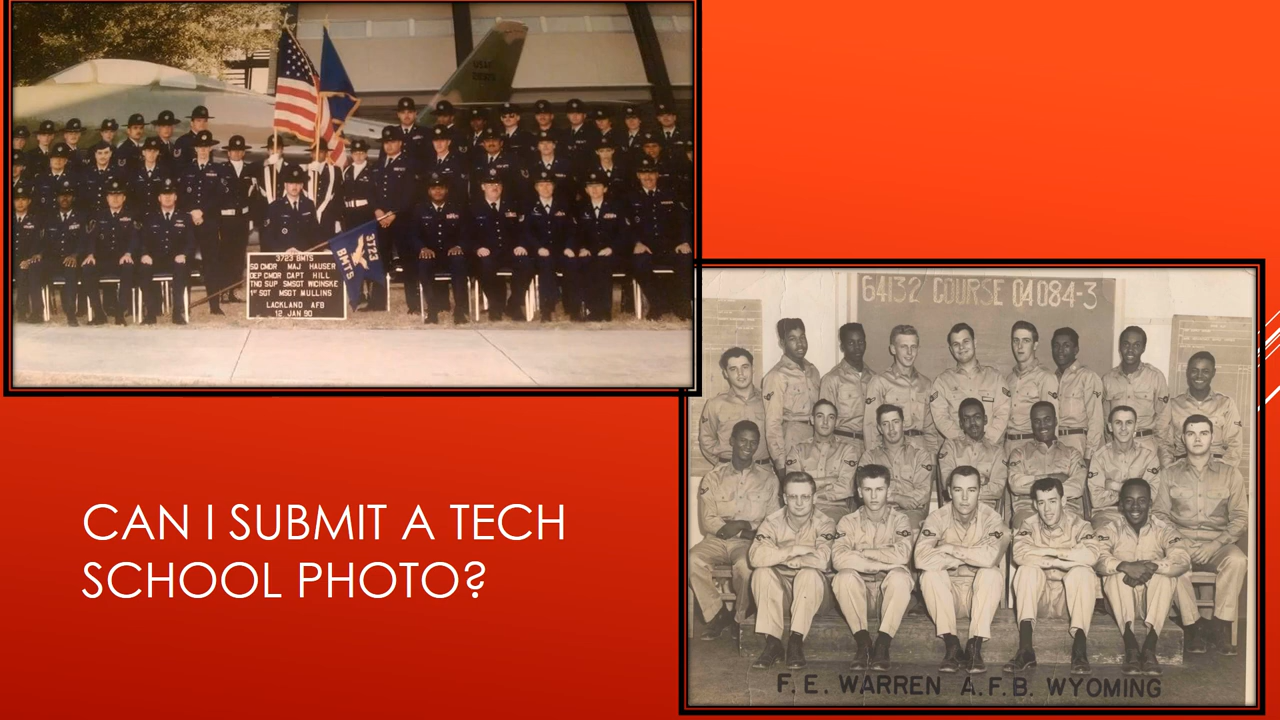 USAF
3723
BMTS
3723 BMTS
SQ CMDR MAJ HAUSER
DEP CMDR CAPT HILL
TNG SUP SMSGT WICINSKE
1ST SGT MSGT MULLINS
LACKLAND AFB
12 JAN 90
64132 COURSE 04084-3
F. E. WARREN A.F.B. WYOMING
CAN I SUBMIT A TECH
SCHOOL PHOTO?